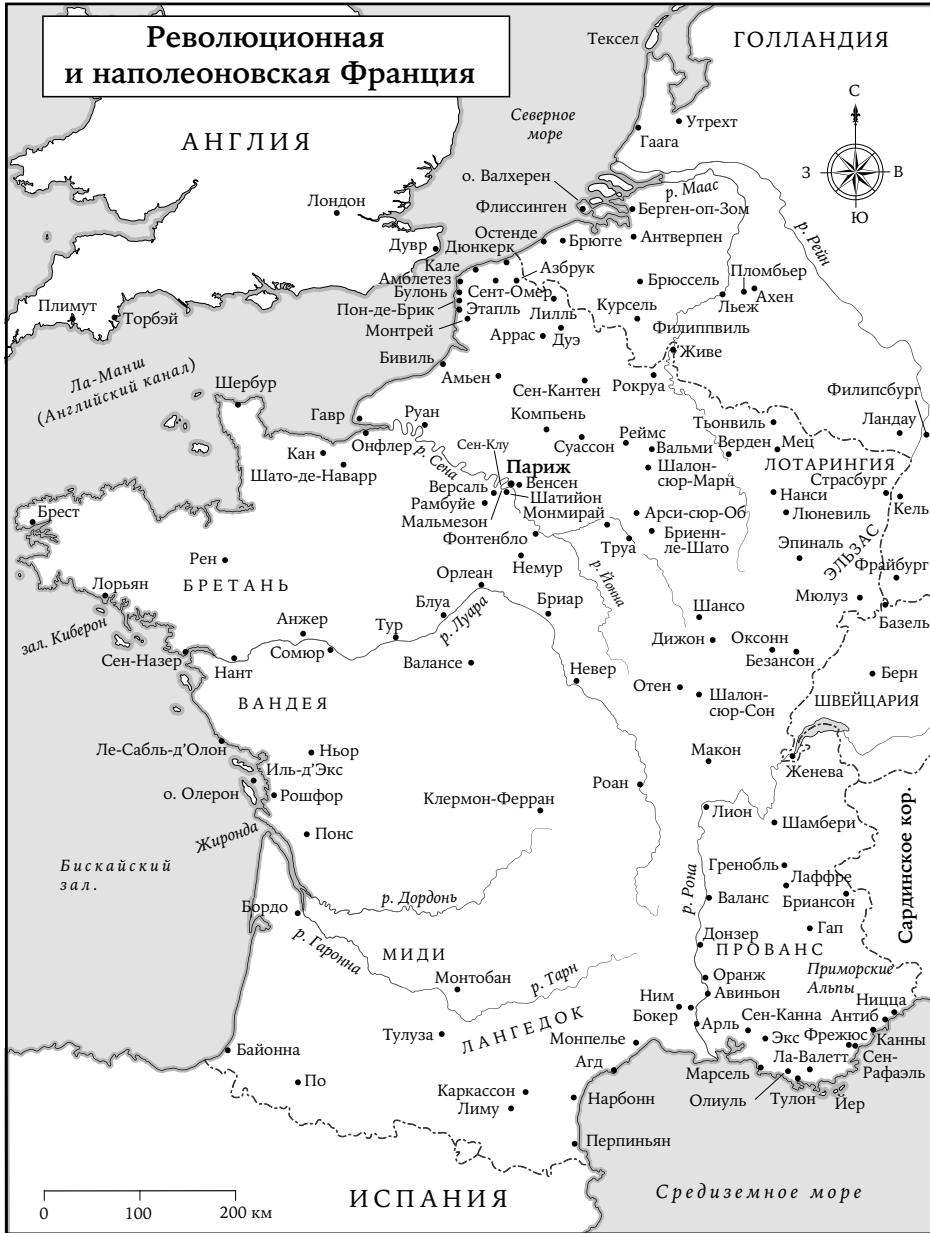 Революционная
и наполеоновская Франция
Тексел
ГОЛЛАНДИЯ
Северное
море
С
З
В
Ю
Утрехт
Гаага
АНГЛИЯ
о. Валхерен
р. Маас
Лондон
Флиссинген
Берген-оп-Зом
р. Рейн
Остенде
Брюгге
Антверпен
Дувр
Дюнкерк
Кале
Азбрук
Амблетез
Булонь
Сент-Омер
Брюссель
Пломбьер
Льеж
Ахен
Плимут
Торбэй
Пон-де-Брик
Этапль
Лилль
Курсель
Монтрей
Аррас
Дуэ
Филиппвиль
Живе
Ла-Манш
(Английский канал)
Бивиль
Амьен
Сен-Кантен
Рокруа
Шербур
Филипсбург
Гавр
Руан
Компьень
Тьонвиль
Ландау
Онфлер
р. Сена
Сен-Клу
Суассон
Реймс
Вальми
Верден
Мец
Кан
Шато-де-Наварр
Париж
Венсен
Шалон-
сюр-Марн
ЛОТАРИНГИЯ
Страсбург
Версаль
Рамбуйе
Шатийон
Нанси
Кель
Мальмезон
Монмирай
Арси-сюр-Об
Люневиль
Брест
Фонтенбло
Труа
Бриенн-
ле-Шато
Эпиналь
ЭЛЬЗАС
Рен
Немур
р. Йонна
Фрайбург
БРЕТАНЬ
Орлеан
Лорьян
Блуа
р. Луара
Бриар
Шансо
Мюлуз
Базель
зал. Киберон
Анжер
Тур
Дижон
Оксонн
Сен-Назер
Нант
Сомюр
Валансе
Безансон
Невер
Отен
Шалон-
сюр-Сон
Берн
ВАНДЕЯ
ШВЕЙЦАРИЯ
Ле-Сабль-д'Олон
Ньор
Макон
Женева
Иль-д'Экс
о. Олерон
Рошфор
Клермон-Ферран
Роан
Лион
Шамбери
Жиронда
Понс
Сардинское кор.
Бискайский
зал.
Гренобль
Лаффре
р. Рона
Бордо
р. Дордонь
Валанс
Бриансон
р. Гаронна
Донзер
Гап
МИДИ
ПРОВАНС
Монтобан
р. Тарн
Оранж
Приморские
Альпы
Ним
Авиньон
Ницца
Бокер
Сен-Канна
Антиб
Тулуза
ЛАНГЕДОК
Арль
Экс
Фрежюс
Канны
Байонна
Монпелье
Ла-Валетт
Сен-
Рафаэль
Агд
Марсель
По
Каркассон
Нарбонн
Олиуль
Тулон
Йер
Лиму
Перпиньян
ИСПАНИЯ
Средиземное море
0
100
200 км